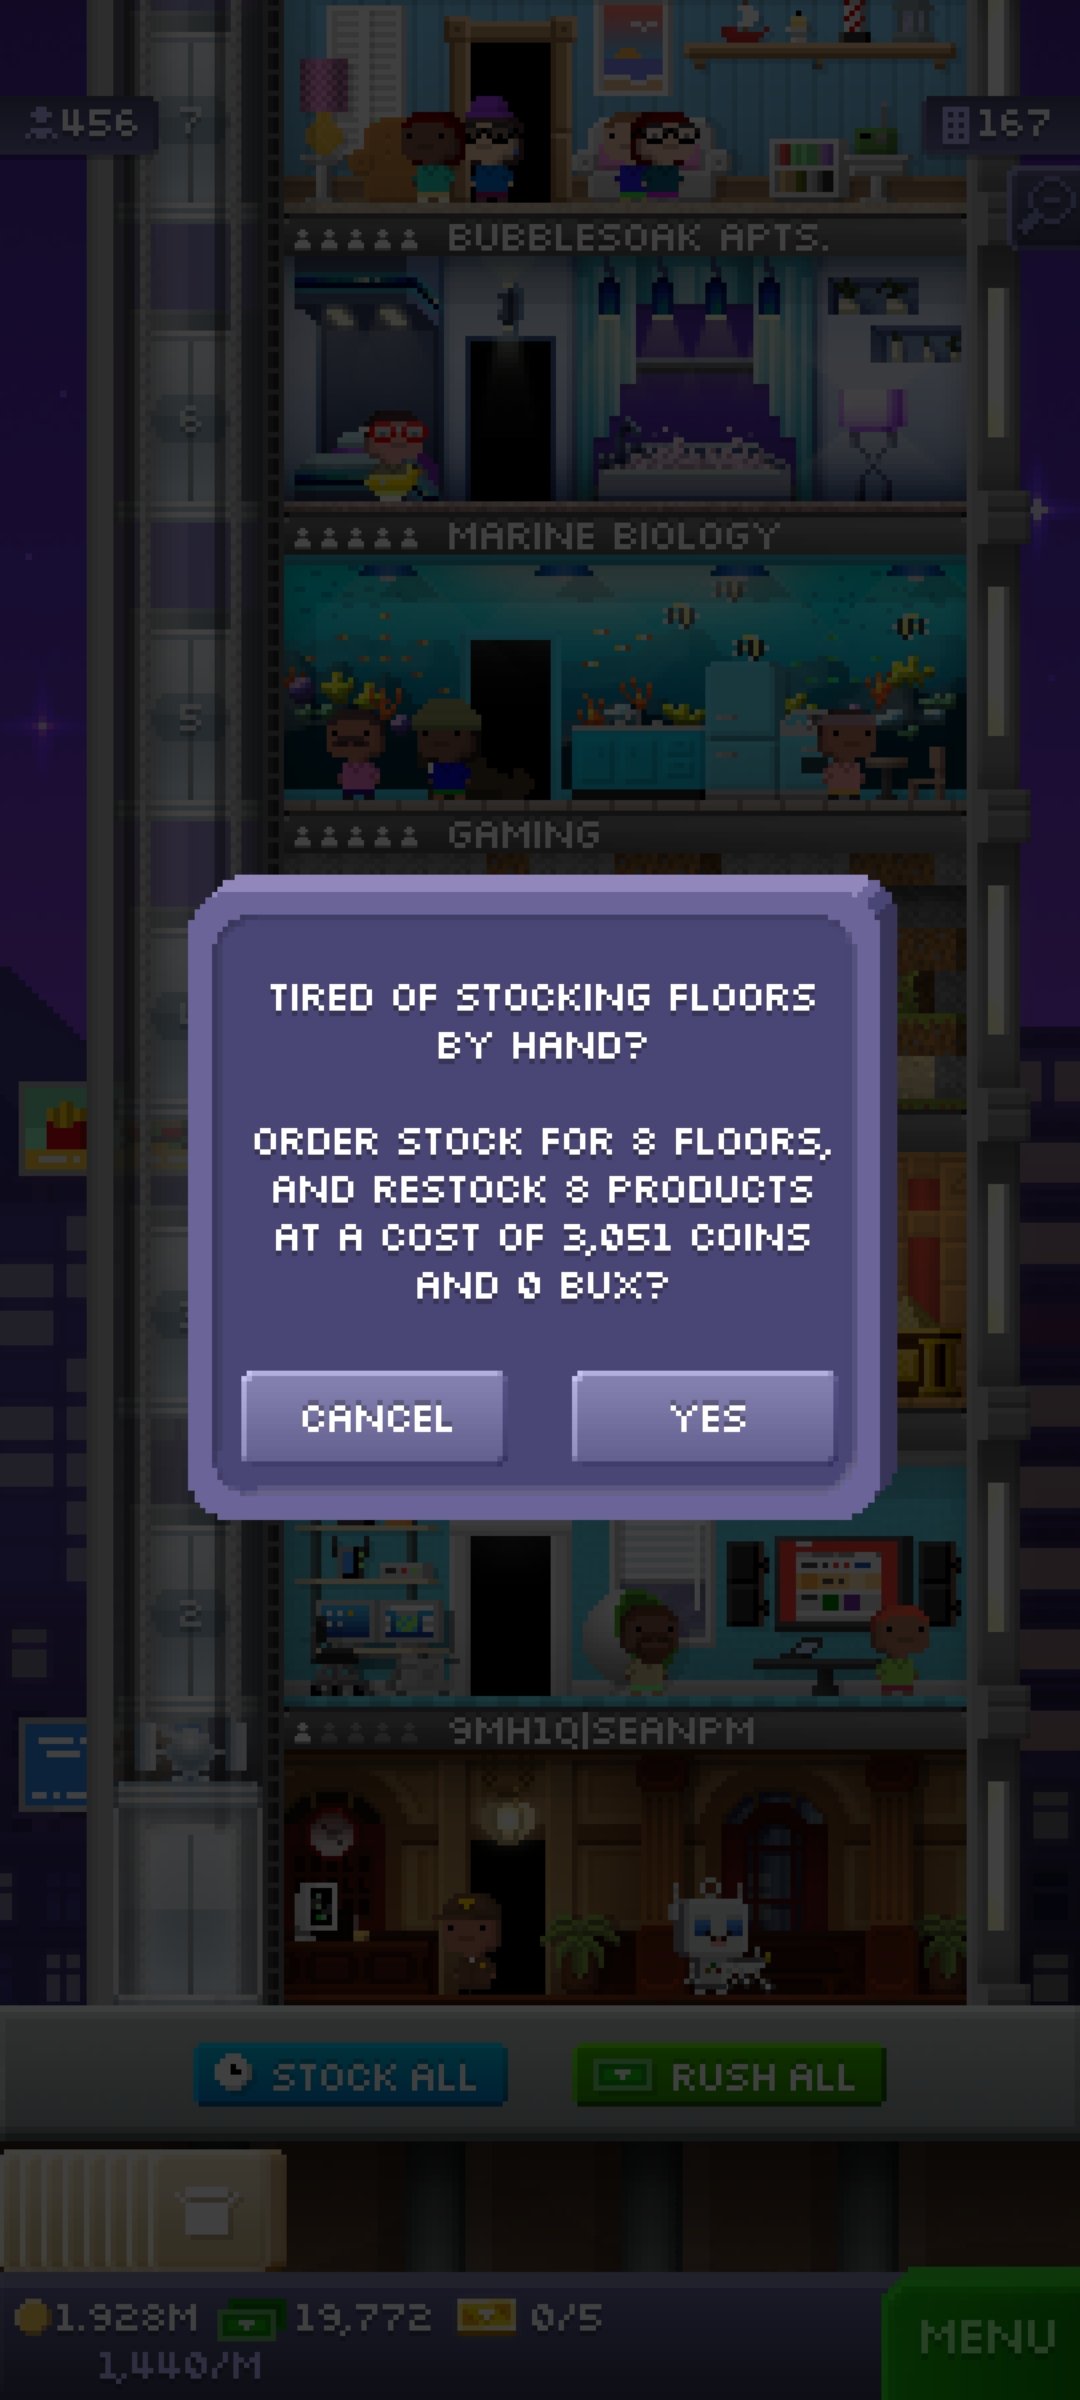 456
7
167
BUBBLESOAK APTS.
6
MARINE BIOLOGY
5
GAMING
TIRED OF STOCKING FLOORS
BY HAND?
ORDER STOCK FOR 8 FLOORS,
AND RESTOCK 8 PRODUCTS
AT A COST OF 3,051 COINS
AND 0 BUX?
CANCEL
YES
2
9MH1Q|SEANPM
STOCK ALL
RUSH ALL
1.928M
19,772
0/5
MENU
1,440/M